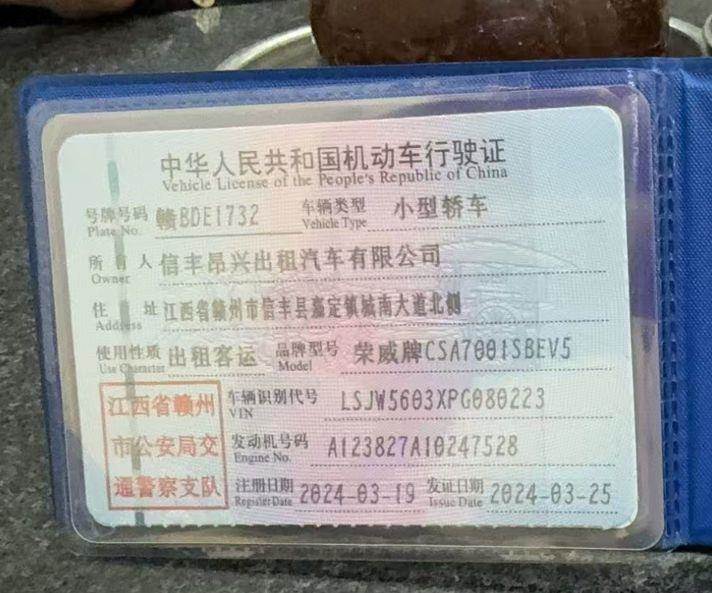 中华人民共和国机动车行驶证
Vehicle License of the People's Republic of China
号牌号码 赣BDE1732 车辆类型 小型轿车
Plate No. Vehicle Type
所有人 信丰昂兴出租汽车有限公司
Owner
住址 江西省赣州市信丰县嘉定镇城南大道北侧
Address
使用性质 出租客运 品牌型号 荣威牌CSA7001SBEV5
Use Character Model
江西省赣州
市公安局交
通警察支队
车辆识别代号 LSJW5603XPG080223
VIN
发动机号码 A123827A10247528
Engine No.
注册日期 2024-03-19 发证日期 2024-03-25
Register Date Issue Date